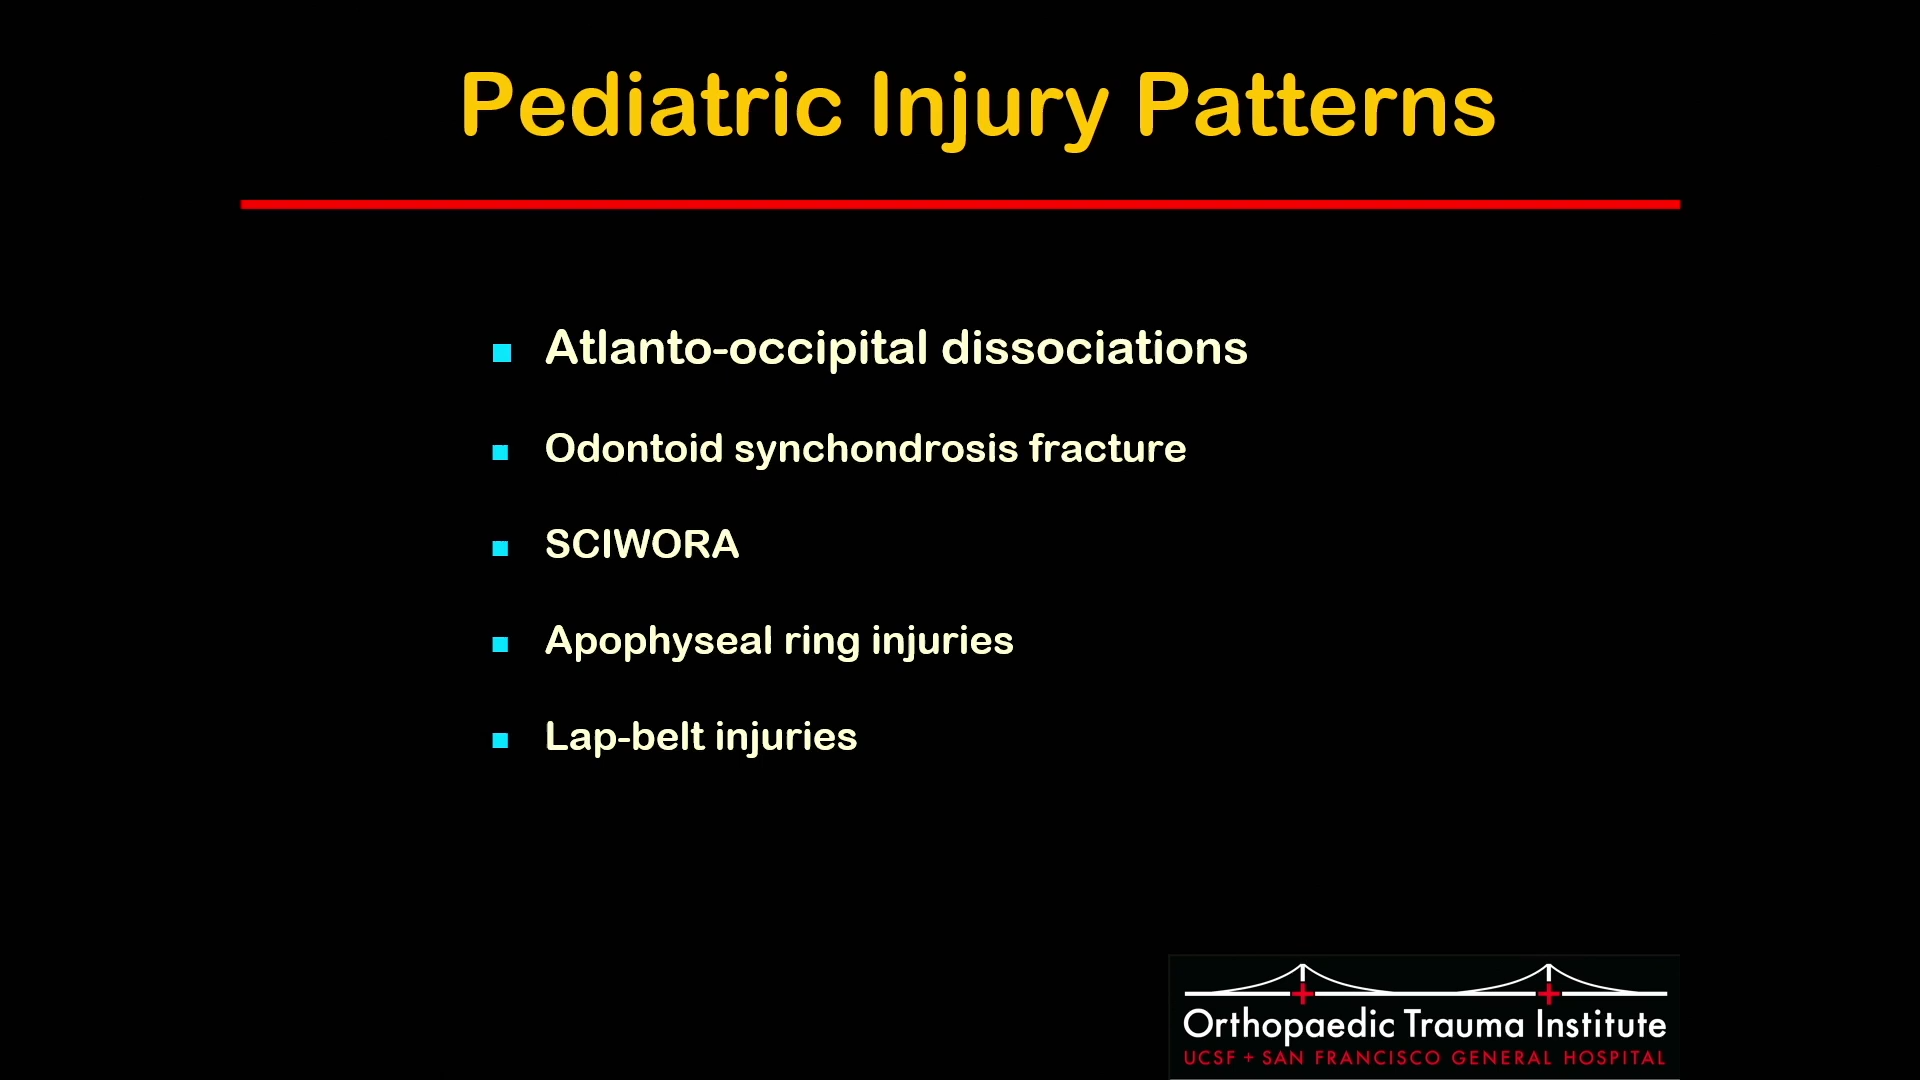 Pediatric Injury Patterns
Atlanto-occipital dissociations
Odontoid synchondrosis fracture
SCIWORA
Apophyseal ring injuries
Lap-belt injuries
Orthopaedic Trauma Institute
UCSF + SAN FRANCISCO GENERAL HOSPITAL